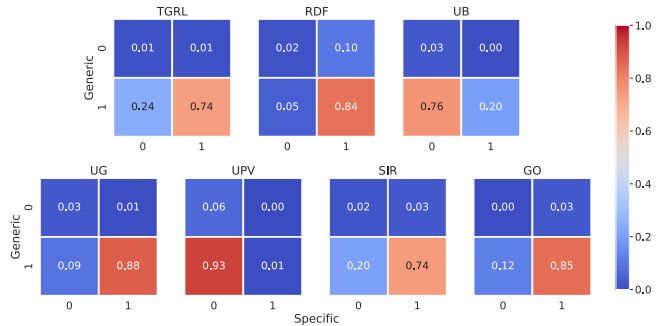 TGRL RDF UB
1.0
0 0.01 0.01 0.02 0.10 0.03 0.00
0.8
Generic
1 0.24 0.74 0.05 0.84 0.76 0.20
0 1 0 1 0 1
0.6
UG UPV SIR GO
0.4
0 0.03 0.01 0.06 0.00 0.02 0.03 0.00 0.03
Generic
0.2
1 0.09 0.88 0.93 0.01 0.20 0.74 0.12 0.85
0.0
0 1 0 1 0 1 0 1
Specific